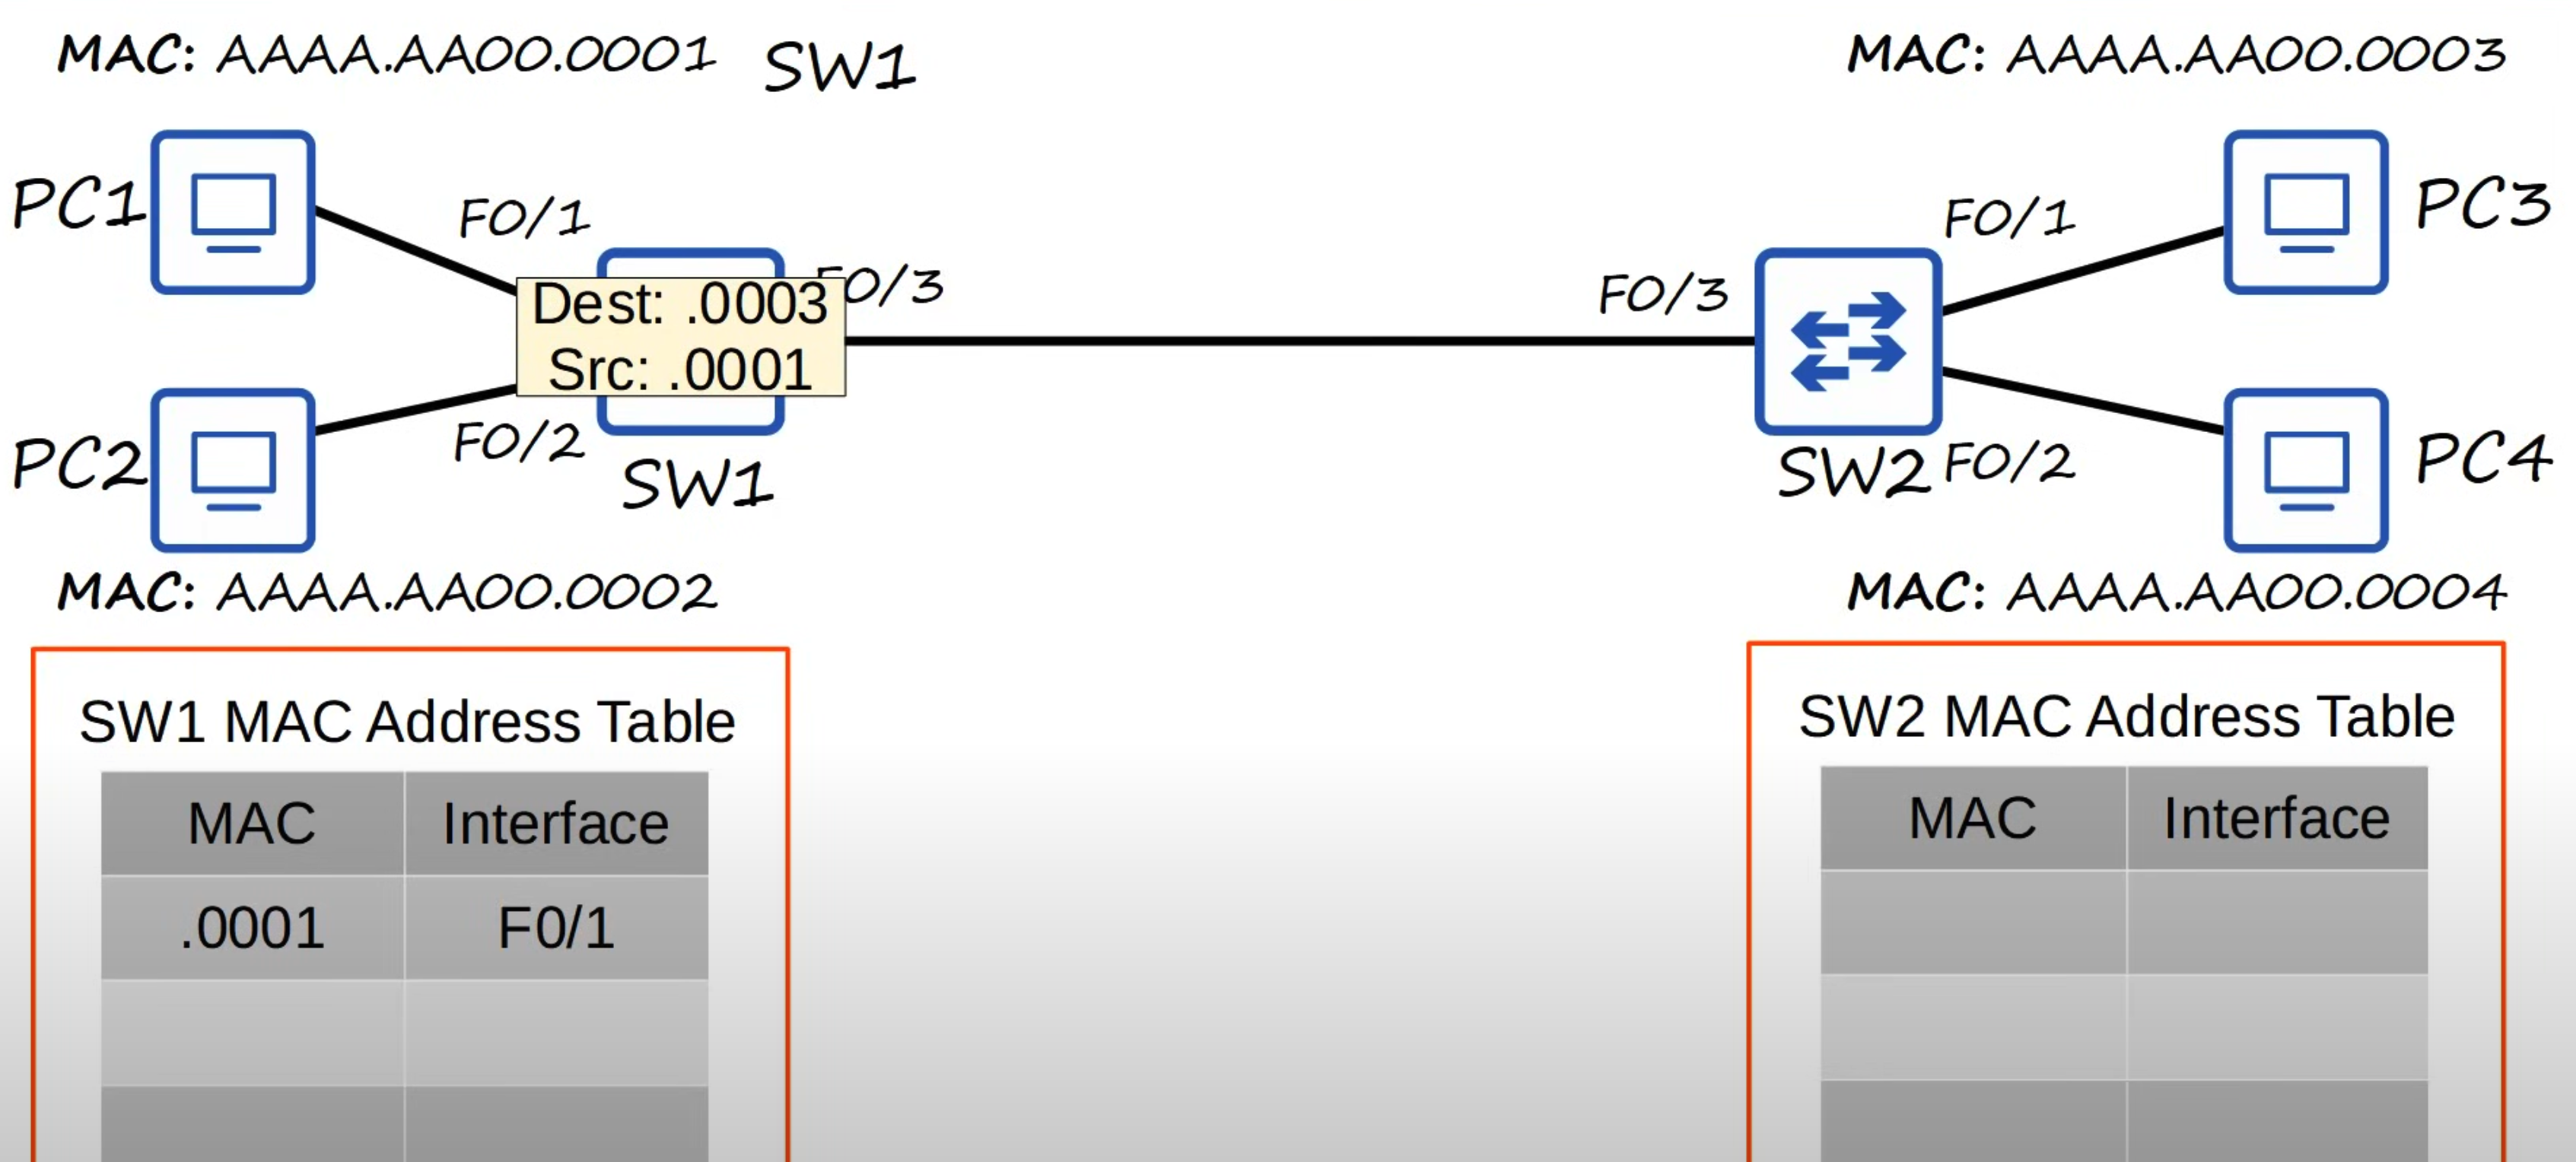 MAC: AAAA.AA00.0001
SW1
MAC: AAAA.AA00.0003
PC1
F0/1
F0/3
Dest: .0003
Src: .0001
F0/3
F0/1
PC3
PC2
F0/2
SW1
SW2
F0/2
PC4
MAC: AAAA.AA00.0002
MAC: AAAA.AA00.0004
SW1 MAC Address Table
MAC Interface
.0001 F0/1
SW2 MAC Address Table
MAC Interface